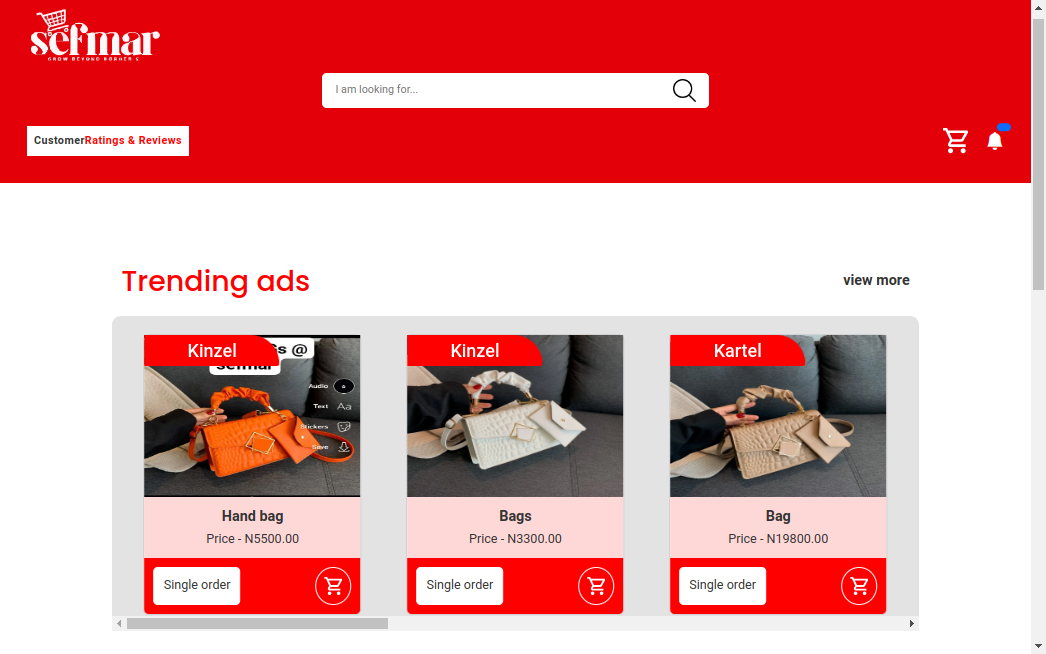 sefmar
GROW BEYOND BORDERS
I am looking for...
CustomerRatings & Reviews
Trending ads
view more
Kinzel
s @
sefmar
Audio
Text Aa
Stickers
Save
Kinzel
Kartel
Hand bag
Price - N5500.00
Single order
Bags
Price - N3300.00
Single order
Bag
Price - N19800.00
Single order